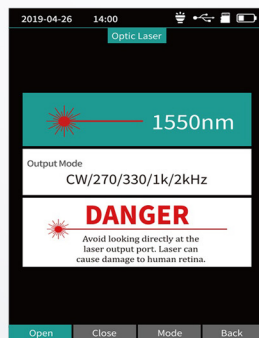 2019-04-26 14:00
Optic Laser
1550nm
Output Mode
CW/270/330/1k/2kHz
DANGER
Avoid looking directly at the
laser output port. Laser can
cause damage to human retina.
Open Close Mode Back